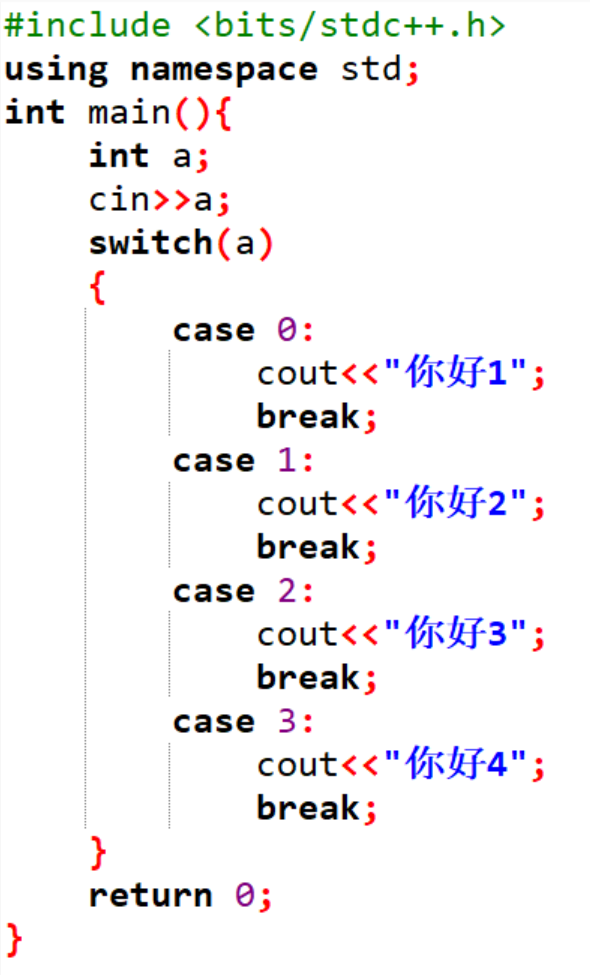 #include <bits/stdc++.h>
using namespace std;
int main(){
    int a;
    cin>>a;
    switch(a)
    {
        case 0:
            cout<<"你好1";
            break;
        case 1:
            cout<<"你好2";
            break;
        case 2:
            cout<<"你好3";
            break;
        case 3:
            cout<<"你好4";
            break;
    }
    return 0;
}